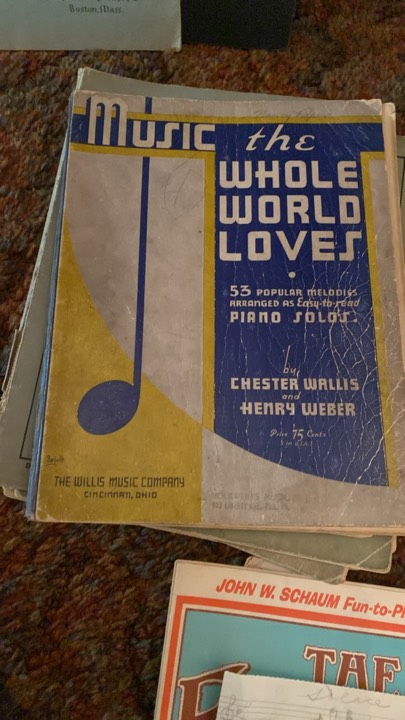 Boston, Mass.
MUSIC the
WHOLE
WORLD
LOVES
53 POPULAR MELODIES
ARRANGED AS Easy-to-read
PIANO SOLOS
by
CHESTER WALLIS
and
HENRY WEBER
Price 75 Cents
THE WILLIS MUSIC COMPANY
CINCINNATI, OHIO
JOHN W. SCHAUM Fun-to-P
THE